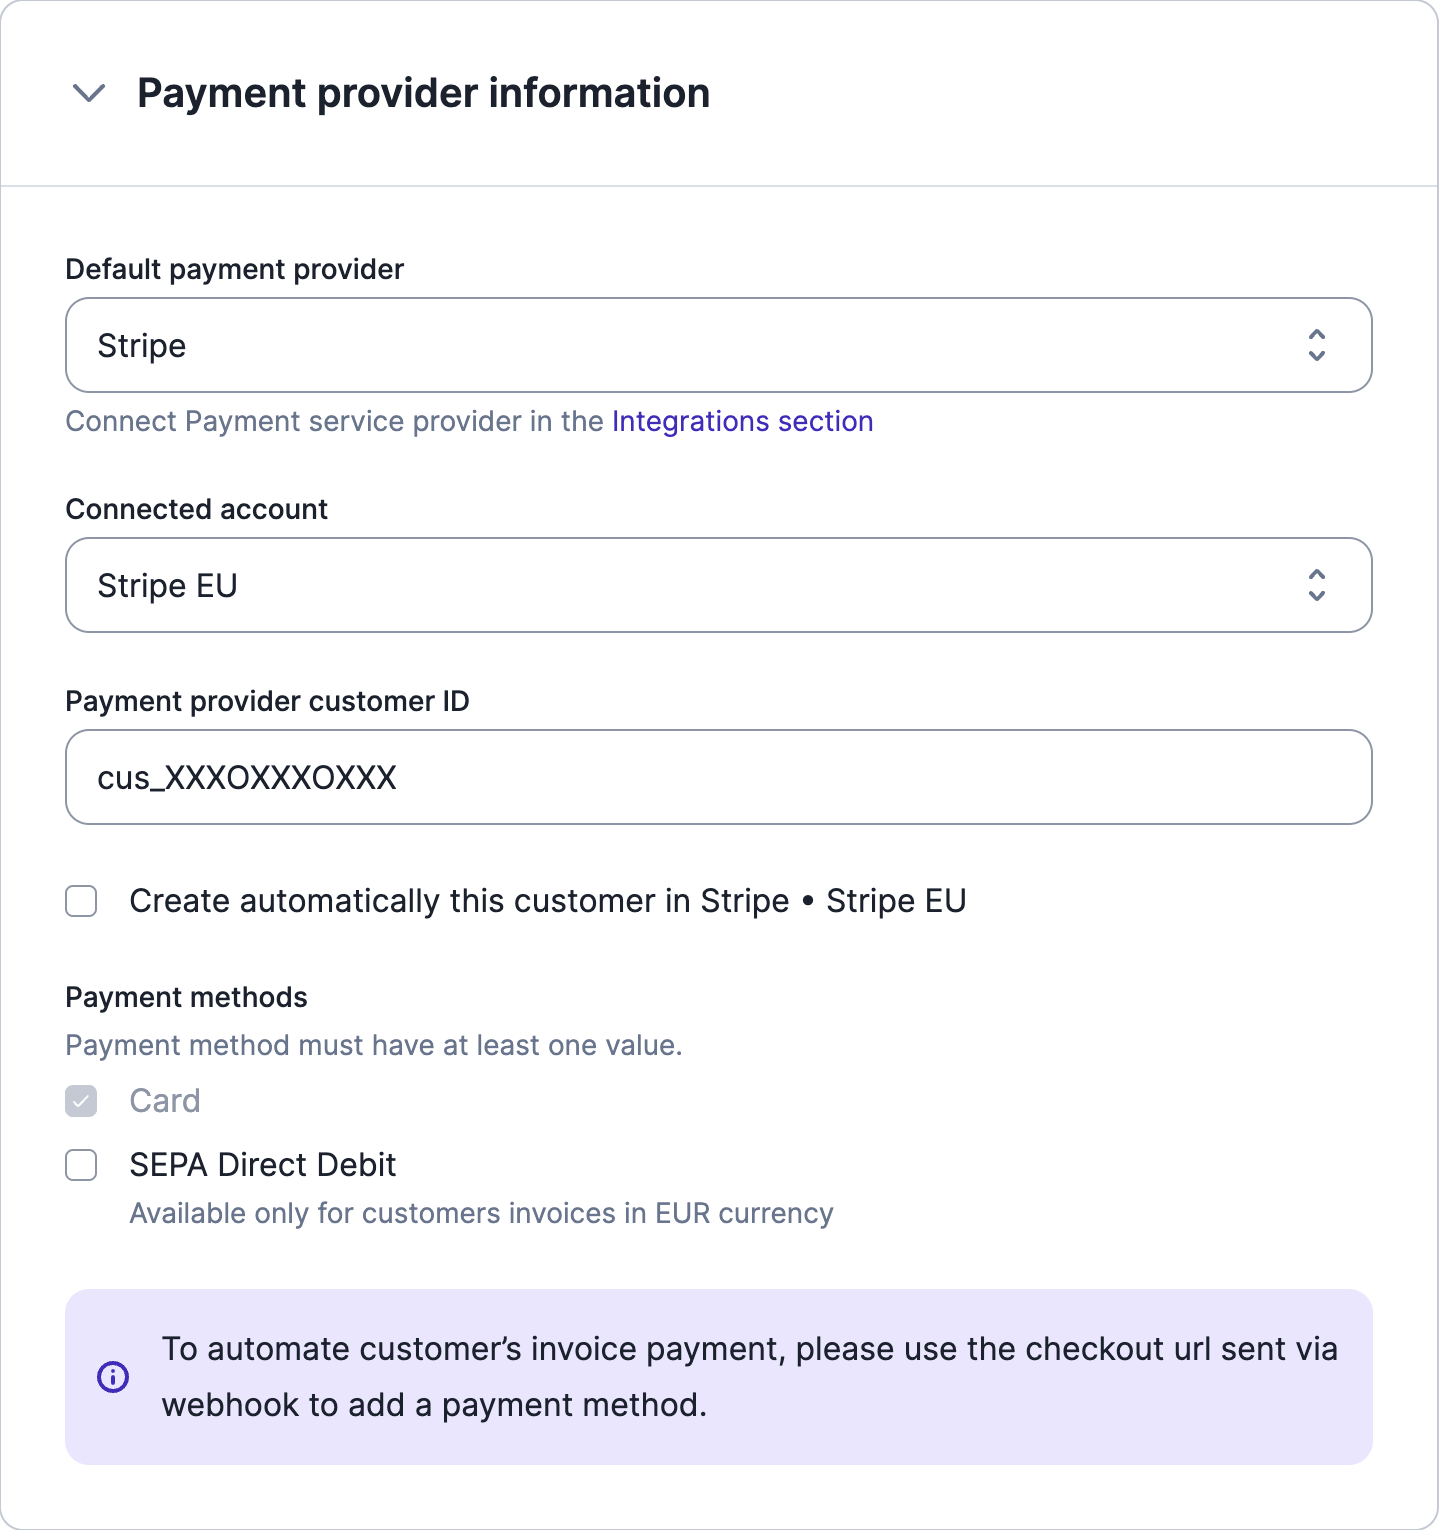 Payment provider information
Default payment provider
Stripe
Connect Payment service provider in the Integrations section
Connected account
Stripe EU
Payment provider customer ID
cus_XXXOXXXOXXX
Create automatically this customer in Stripe • Stripe EU
Payment methods
Payment method must have at least one value.
Card
SEPA Direct Debit
Available only for customers invoices in EUR currency
To automate customer’s invoice payment, please use the checkout url sent via
webhook to add a payment method.